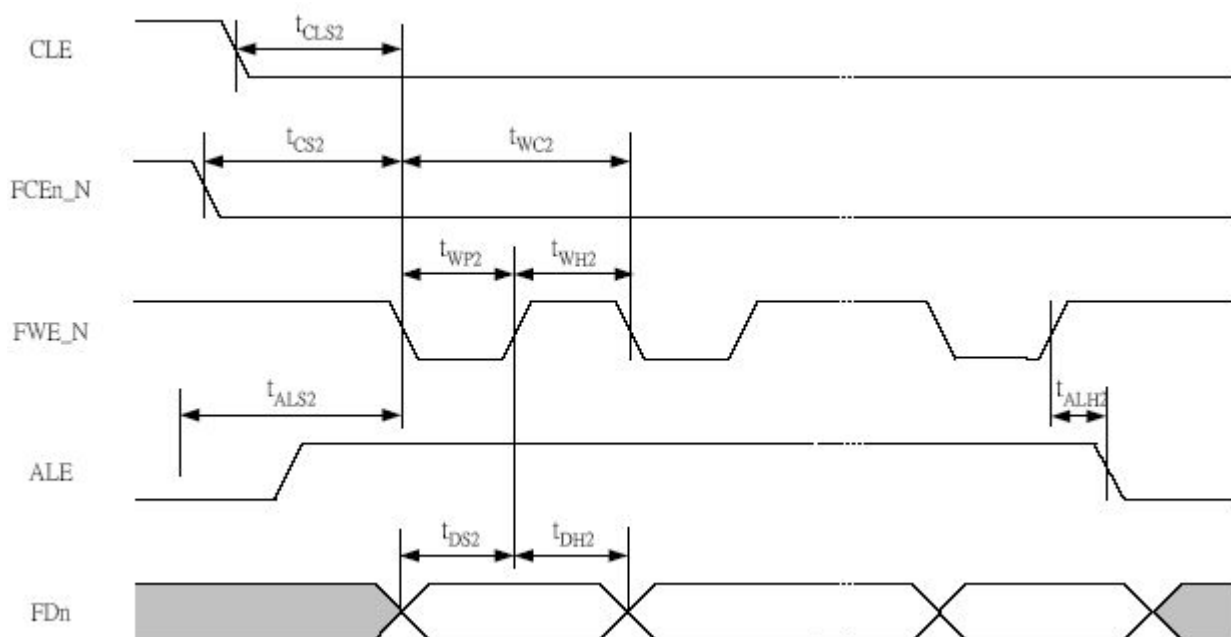 CLE
tCLS2
FCEn_N
tCS2
tWC2
FWE_N
tWP2
tWH2
tALS2
tALH2
ALE
tDS2
tDH2
FDn